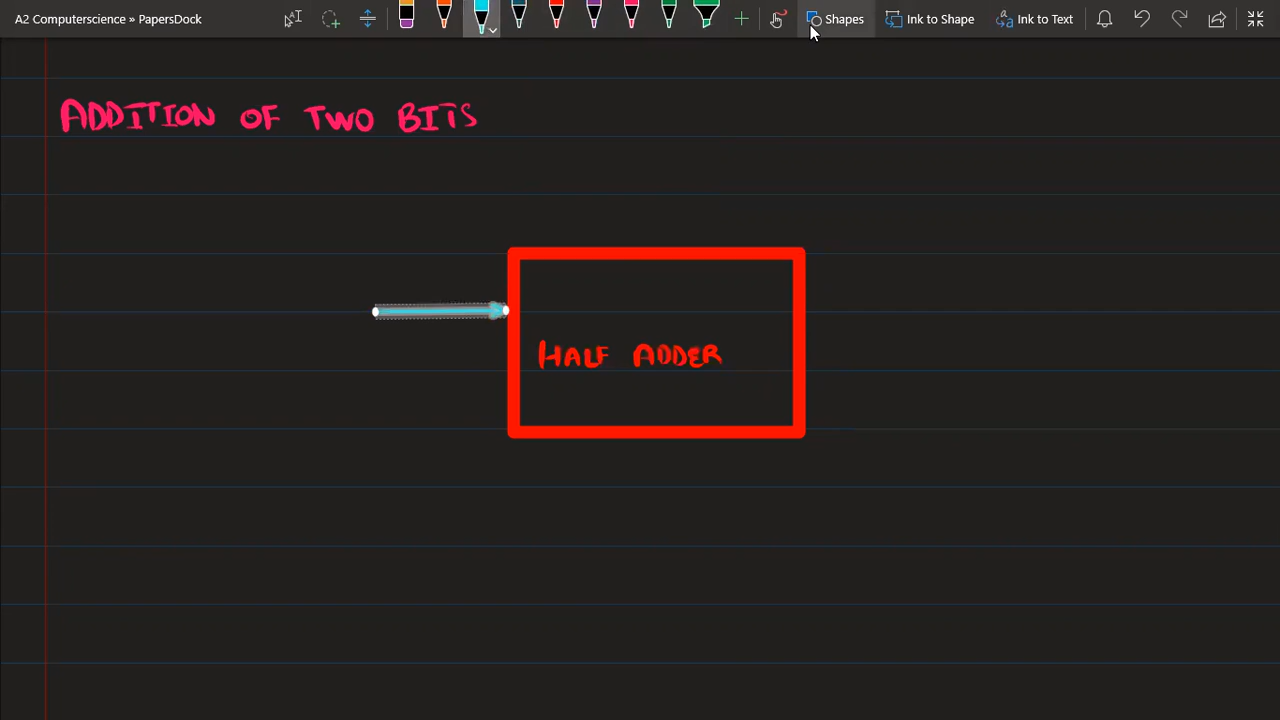 A2 Computerscience » PapersDock
Shapes
Ink to Shape
Ink to Text
ADDITION OF TWO BITS
HALF ADDER